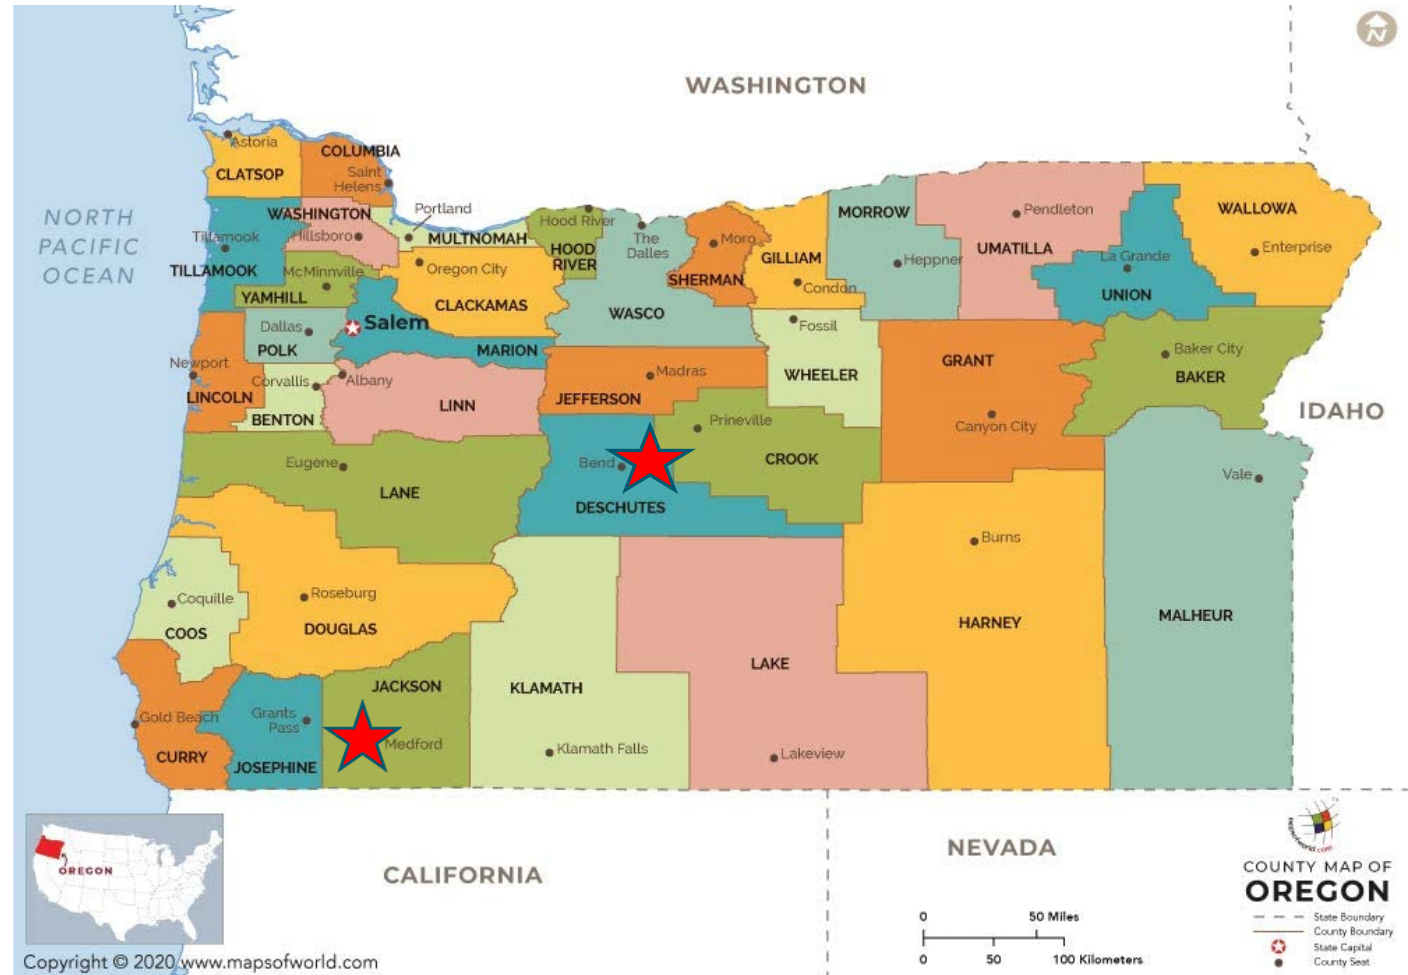 WASHINGTON
N
Astoria
CLATSOP
COLUMBIA
Saint
Helens
NORTH
PACIFIC
OCEAN
WASHINGTON
Portland
Hillsboro
MULTNOMAH
Tillamook
TILLAMOOK
McMinnville
YAMHILL
Oregon City
CLACKAMAS
Hood River
HOOD
RIVER
The
Dalles
WASCO
Moro
SHERMAN
GILLIAM
Condon
MORROW
Heppner
Pendleton
UMATILLA
La Grande
UNION
WALLOWA
Enterprise
Dallas
POLK
Salem
MARION
Newport
LINCOLN
Corvallis
BENTON
Albany
LINN
Madras
JEFFERSON
Fossil
WHEELER
GRANT
Canyon City
Baker City
BAKER
IDAHO
Eugene
LANE
Bend
DESCHUTES
Prineville
CROOK
Burns
HARNEY
Vale
MALHEUR
Coquille
COOS
Roseburg
DOUGLAS
Gold Beach
CURRY
Grants
Pass
JOSEPHINE
JACKSON
Medford
KLAMATH
Klamath Falls
LAKE
Lakeview
OREGON
CALIFORNIA
NEVADA
0 50 Miles
0 50 100 Kilometers
mapsofworld.com
COUNTY MAP OF
OREGON
State Boundary
County Boundary
State Capital
County Seat
Copyright © 2020 www.mapsofworld.com